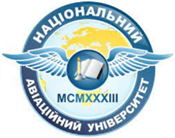 НАЦІОНАЛЬНИЙ
MCMXXXIII
АВІАЦІЙНИЙ УНІВЕРСИТЕТ